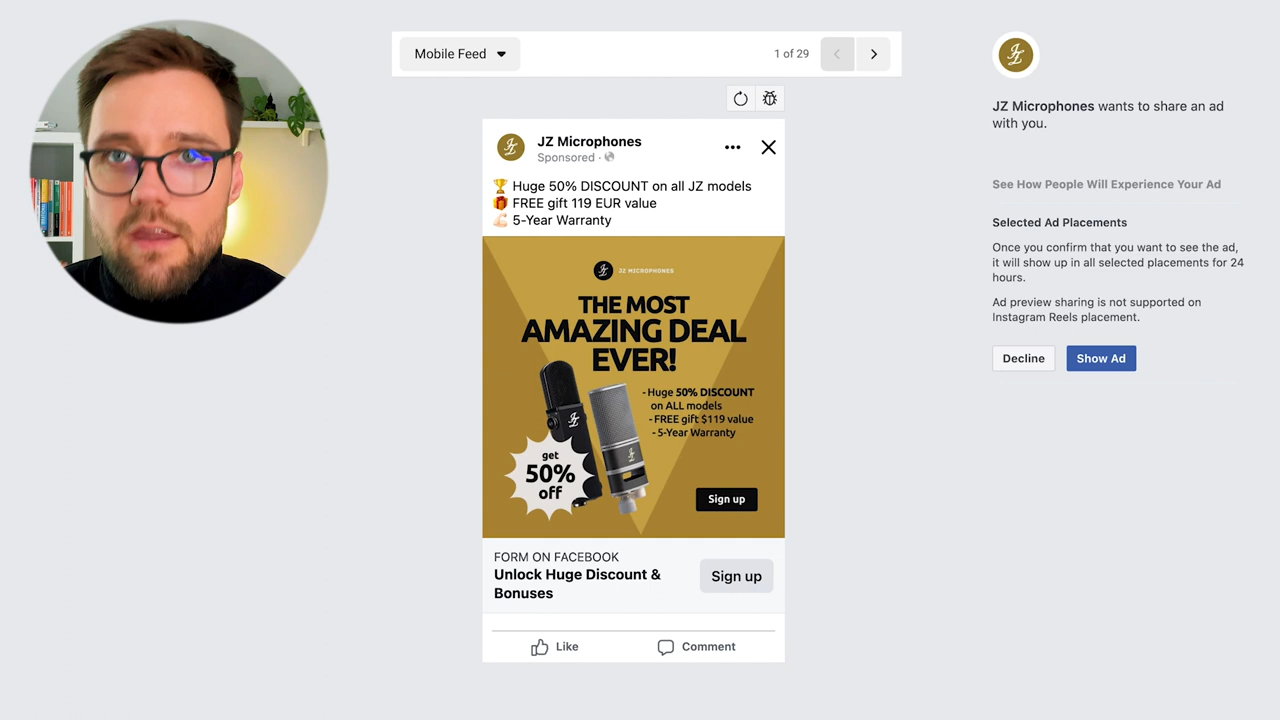 Mobile Feed
1 of 29
JZ Microphones
Sponsored ·
Huge 50% DISCOUNT on all JZ models
FREE gift 119 EUR value
5-Year Warranty
JZ MICROPHONES
THE MOST
AMAZING DEAL
EVER!
- Huge 50% DISCOUNT
on ALL models
- FREE gift $119 value
- 5-Year Warranty
get
50%
off
Sign up
FORM ON FACEBOOK
Unlock Huge Discount &
Bonuses
Sign up
Like
Comment
JZ
JZ Microphones wants to share an ad
with you.
See How People Will Experience Your Ad
Selected Ad Placements
Once you confirm that you want to see the ad,
it will show up in all selected placements for 24
hours.
Ad preview sharing is not supported on
Instagram Reels placement.
Decline
Show Ad